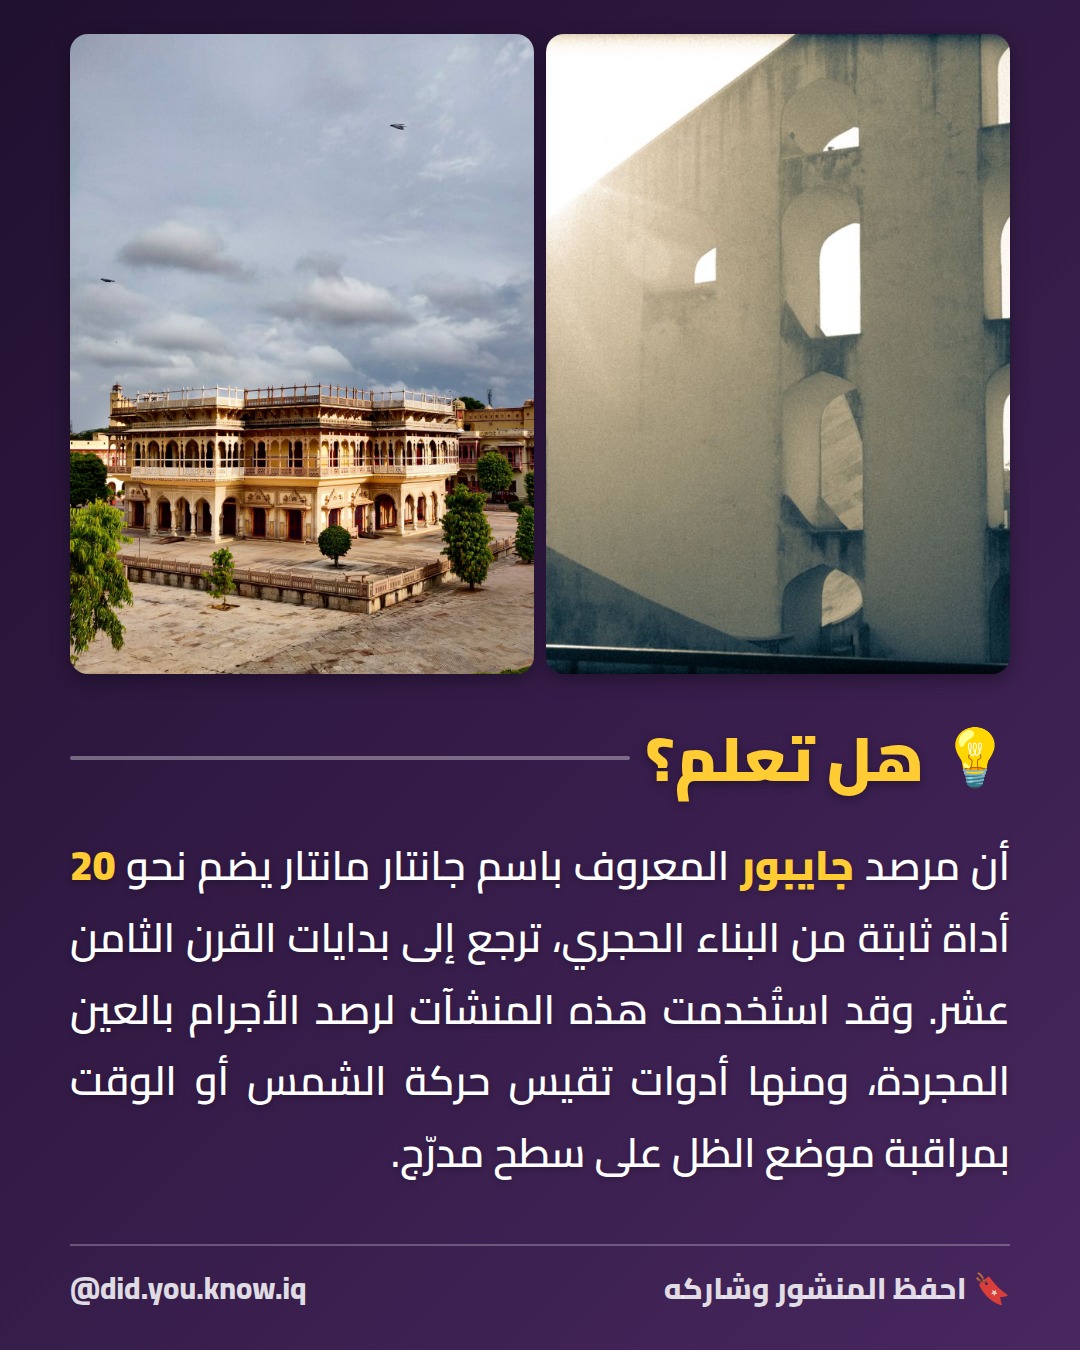 💡 هل تعلم؟
أن مرصد جايبور المعروف باسم جانتار مانتار يضم نحو 20
أداة ثابتة من البناء الحجري، ترجع إلى بدايات القرن الثامن
عشر. وقد استُخدمت هذه المنشآت لرصد الأجرام بالعين
المجردة، ومنها أدوات تقيس حركة الشمس أو الوقت
بمراقبة موضع الظل على سطح مدرّج.
🔖 احفظ المنشور وشاركه
@did.you.know.iq